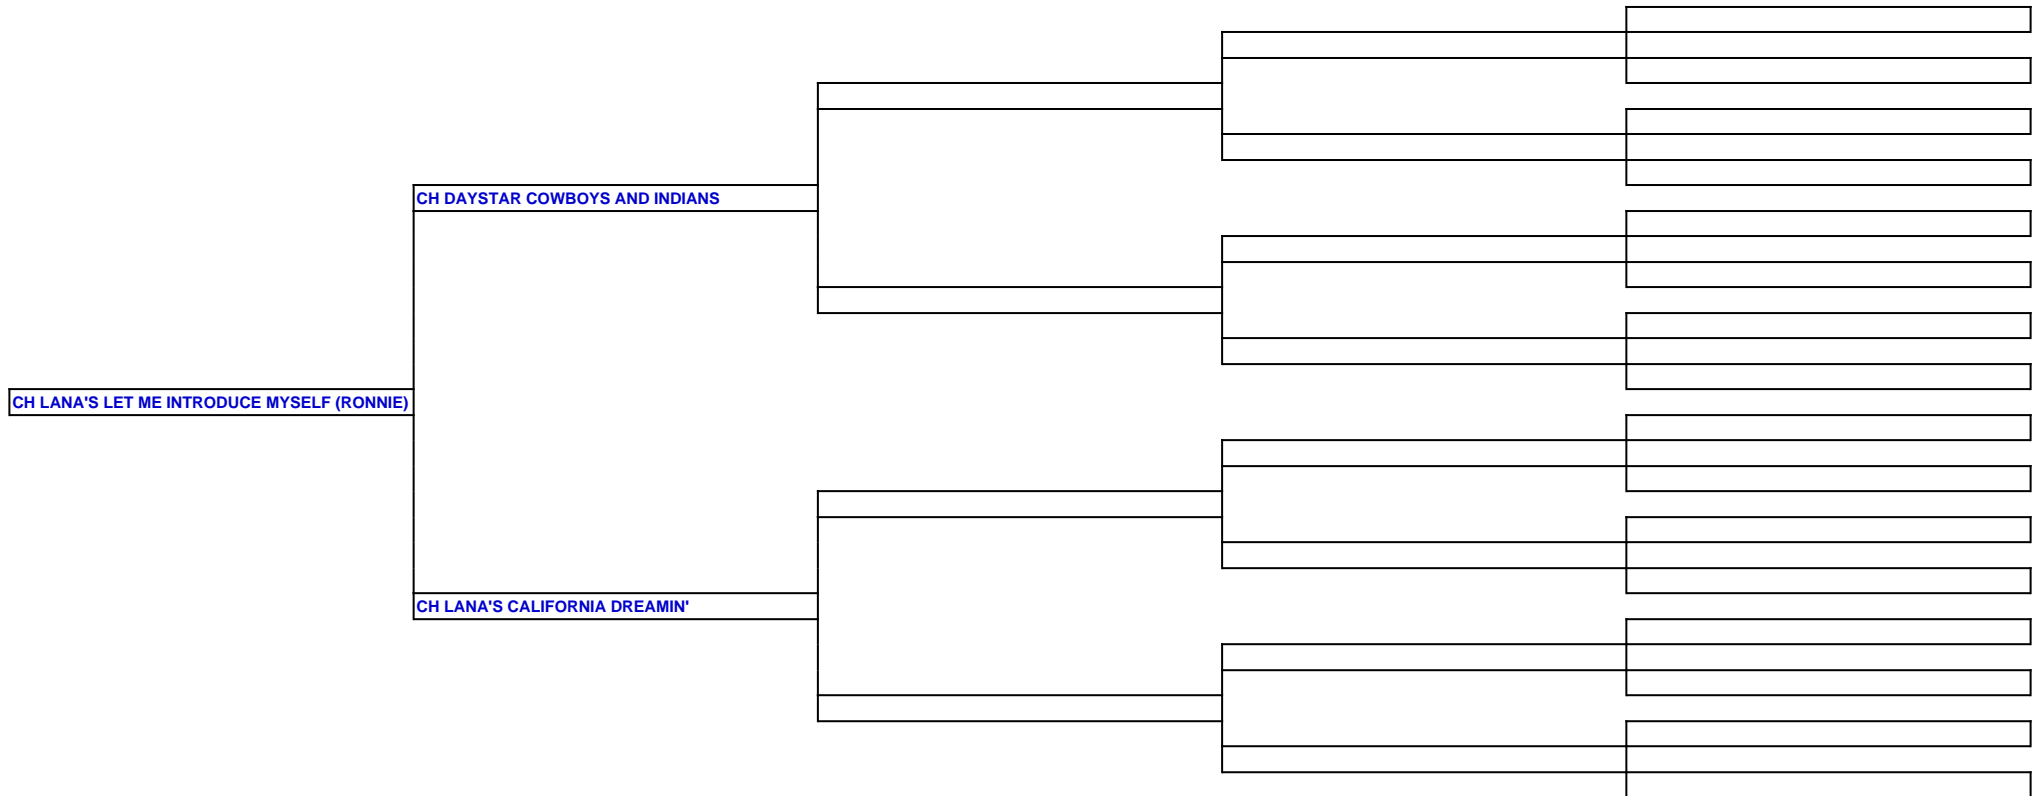 CH DAYSTAR COWBOYS AND INDIANS
CH LANA'S LET ME INTRODUCE MYSELF (RONNIE)
CH LANA'S CALIFORNIA DREAMIN'